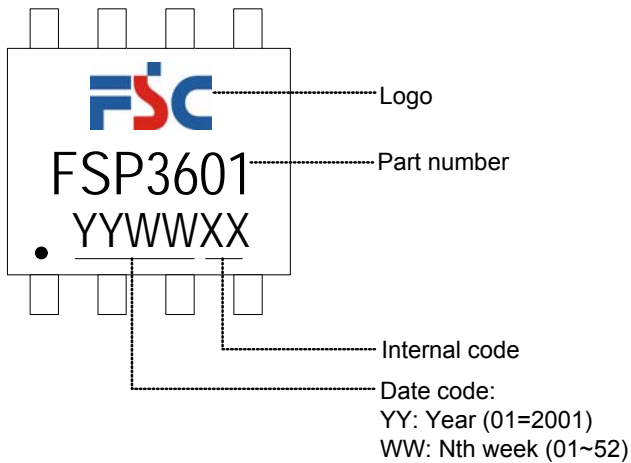 FSC
Logo
FSP3601
Part number
YYWWXX
Internal code
Date code:
YY: Year (01=2001)
WW: Nth week (01~52)